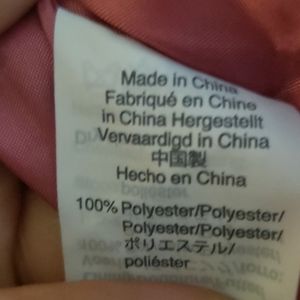 Made in China
Fabriqué en Chine
in China Hergestellt
Vervaardigd in China
中国製
Hecho en China
100% Polyester/Polyester/
Polyester/Polyester/
ポリエステル/
poliéster